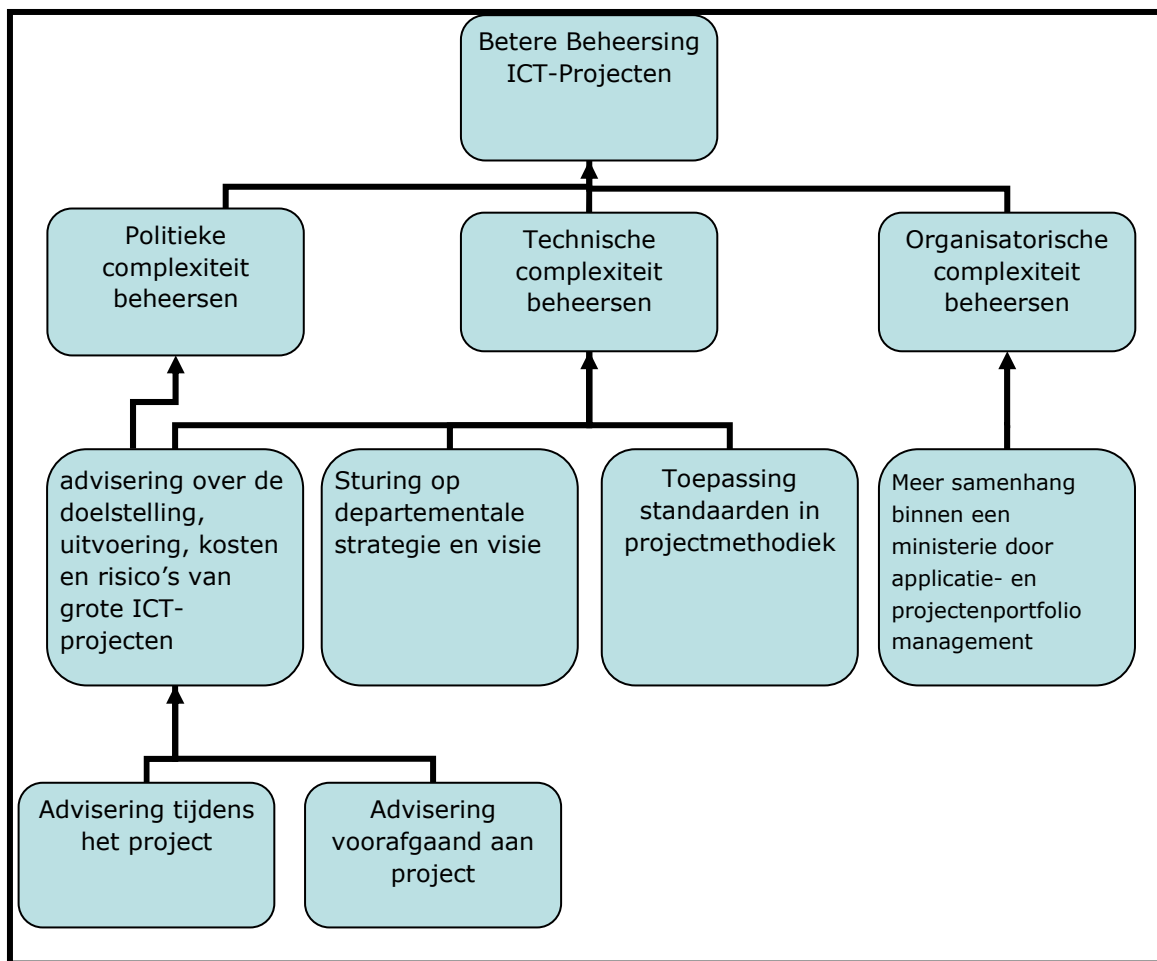 Betere Beheersing
ICT-Projecten
Politieke
complexiteit
beheersen
Technische
complexiteit
beheersen
Organisatorische
complexiteit
beheersen
advisering over de
doelstelling,
uitvoering, kosten
en risico's van
grote ICT-
projecten
Sturing op
departementale
strategie en visie
Toepassing
standaarden in
projectmethodiek
Meer samenhang
binnen een
ministerie door
applicatie- en
projectenportfolio
management
Advisering tijdens
het project
Advisering
voorafgaand aan
project